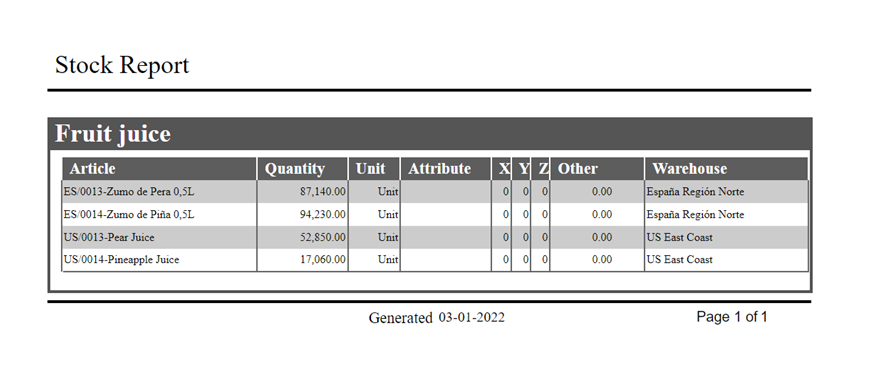 Stock Report
Fruit juice
Article Quantity Unit Attribute X Y Z Other Warehouse
ES/0013-Zumo de Pera 0,5L 87,140.00 Unit 0 0 0 0.00 España Región Norte
ES/0014-Zumo de Piña 0,5L 94,230.00 Unit 0 0 0 0.00 España Región Norte
US/0013-Pear Juice 52,850.00 Unit 0 0 0 0.00 US East Coast
US/0014-Pineapple Juice 17,060.00 Unit 0 0 0 0.00 US East Coast
Generated 03-01-2022 Page 1 of 1